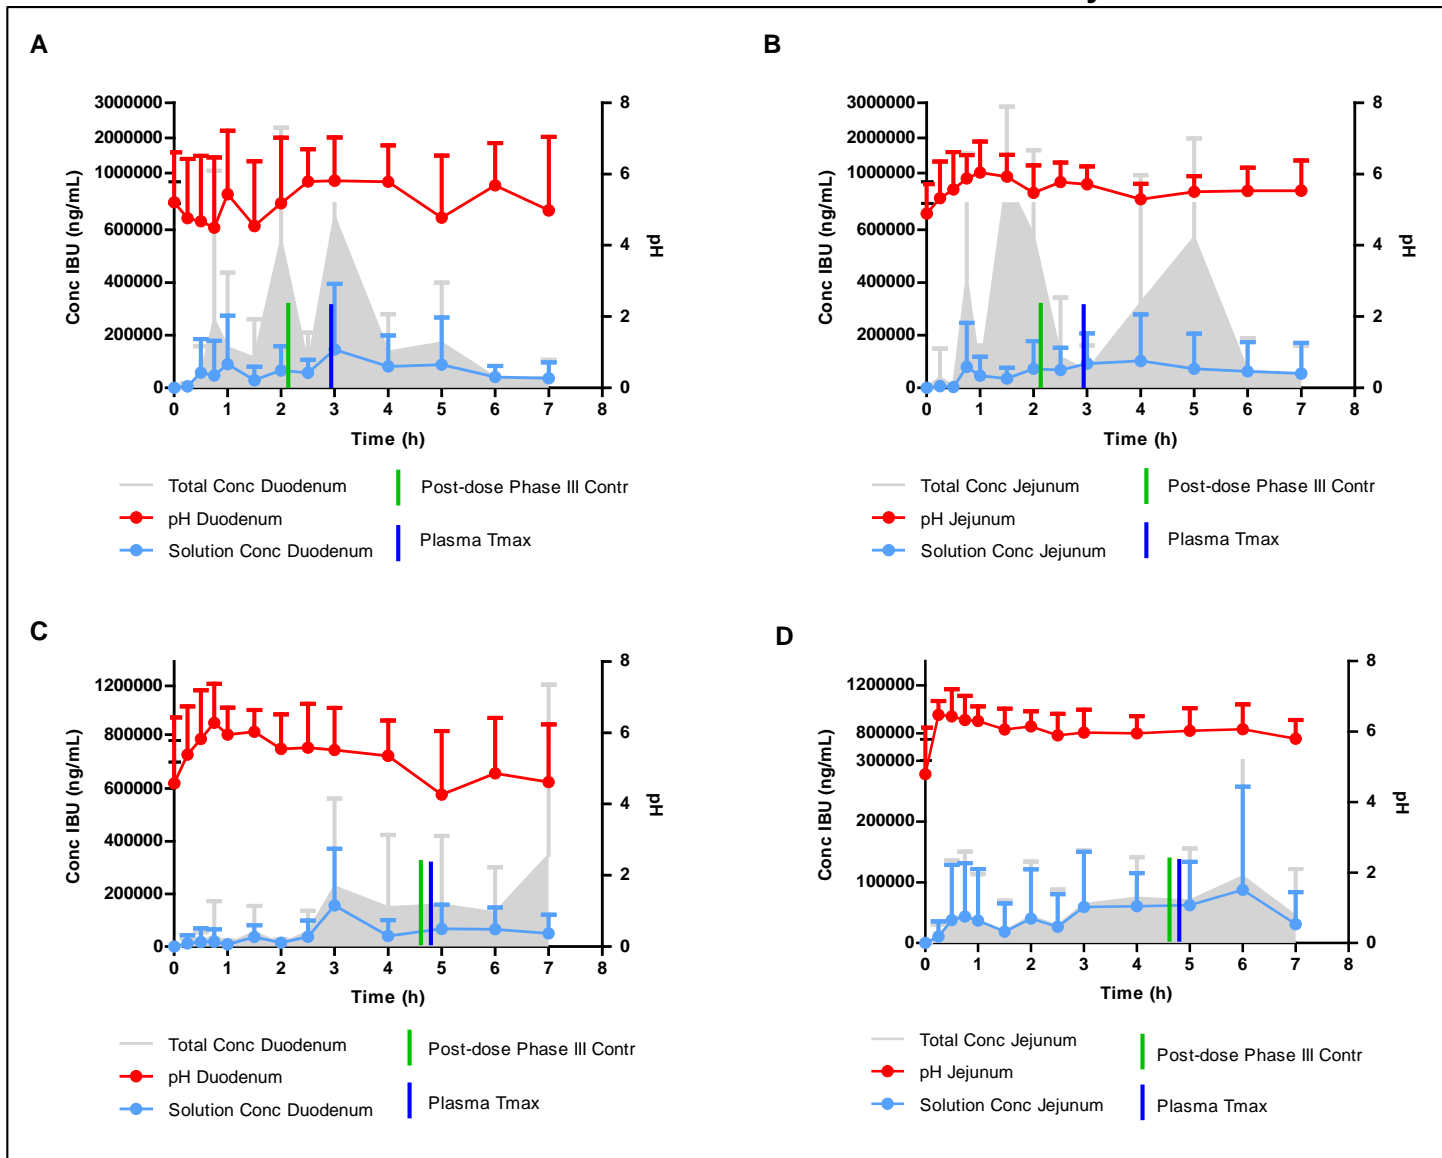 A
B
3000000
2000000
1000000
600000
400000
200000
0
Conc IBU (ng/mL)
8
6
4
2
0
pH
0 1 2 3 4 5 6 7 8
Time (h)
Total Conc Duodenum
pH Duodenum
Solution Conc Duodenum
Post-dose Phase III Contr
Plasma Tmax
3000000
2000000
1000000
600000
400000
200000
0
Conc IBU (ng/mL)
8
6
4
2
0
pH
0 1 2 3 4 5 6 7 8
Time (h)
Total Conc Jejunum
pH Jejunum
Solution Conc Jejunum
Post-dose Phase III Contr
Plasma Tmax
C
D
1200000
800000
600000
400000
200000
0
Conc IBU (ng/mL)
8
6
4
2
0
pH
0 1 2 3 4 5 6 7 8
Time (h)
Total Conc Duodenum
pH Duodenum
Solution Conc Duodenum
Post-dose Phase III Contr
Plasma Tmax
1200000
800000
300000
200000
100000
0
Conc IBU (ng/mL)
8
6
4
2
0
pH
0 1 2 3 4 5 6 7 8
Time (h)
Total Conc Jejunum
pH Jejunum
Solution Conc Jejunum
Post-dose Phase III Contr
Plasma Tmax